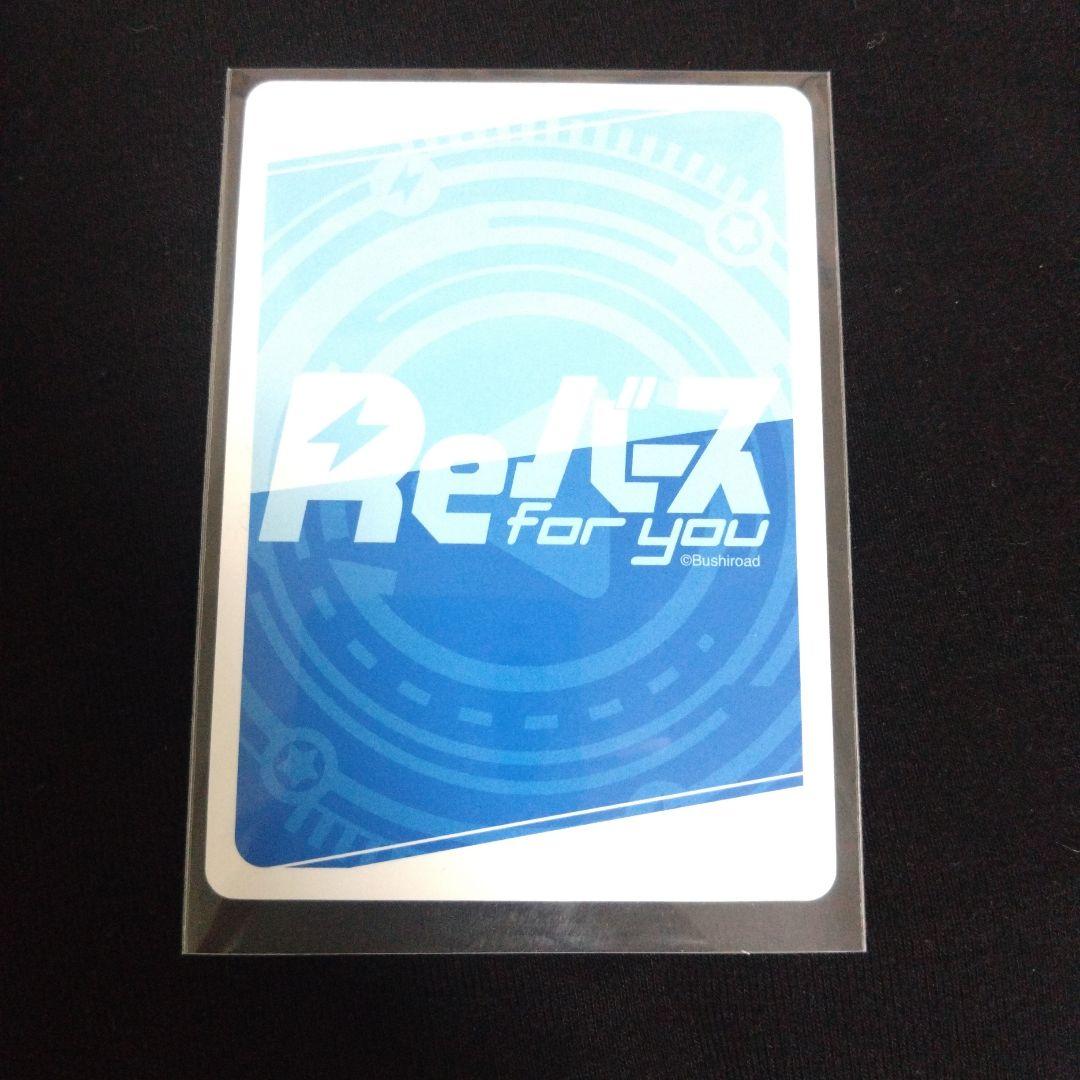 Reバース
for you
©Bushiroad